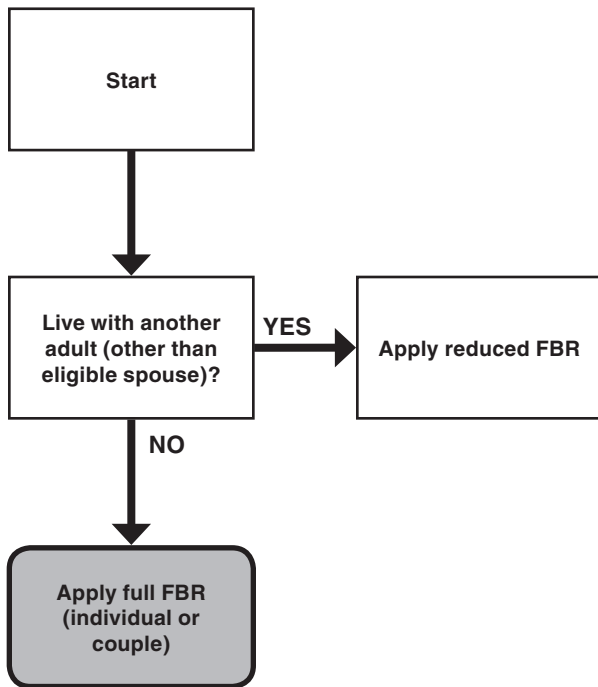 Start
Live with another
adult (other than
eligible spouse)?
YES
Apply reduced FBR
NO
Apply full FBR
(individual or
couple)